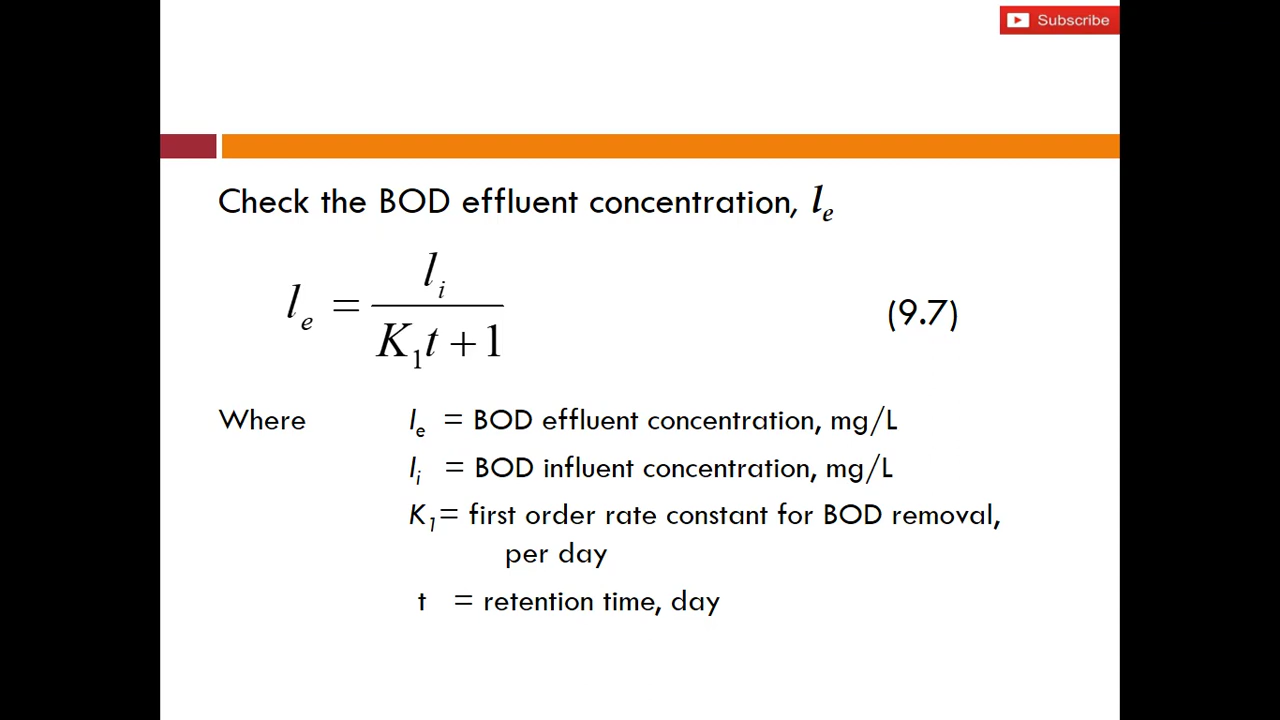 Subscribe
Check the BOD effluent concentration, lₑ
lₑ = lᵢ / (K₁t + 1)
(9.7)
Where lₑ = BOD effluent concentration, mg/L
lᵢ = BOD influent concentration, mg/L
K₁= first order rate constant for BOD removal,
per day
t = retention time, day